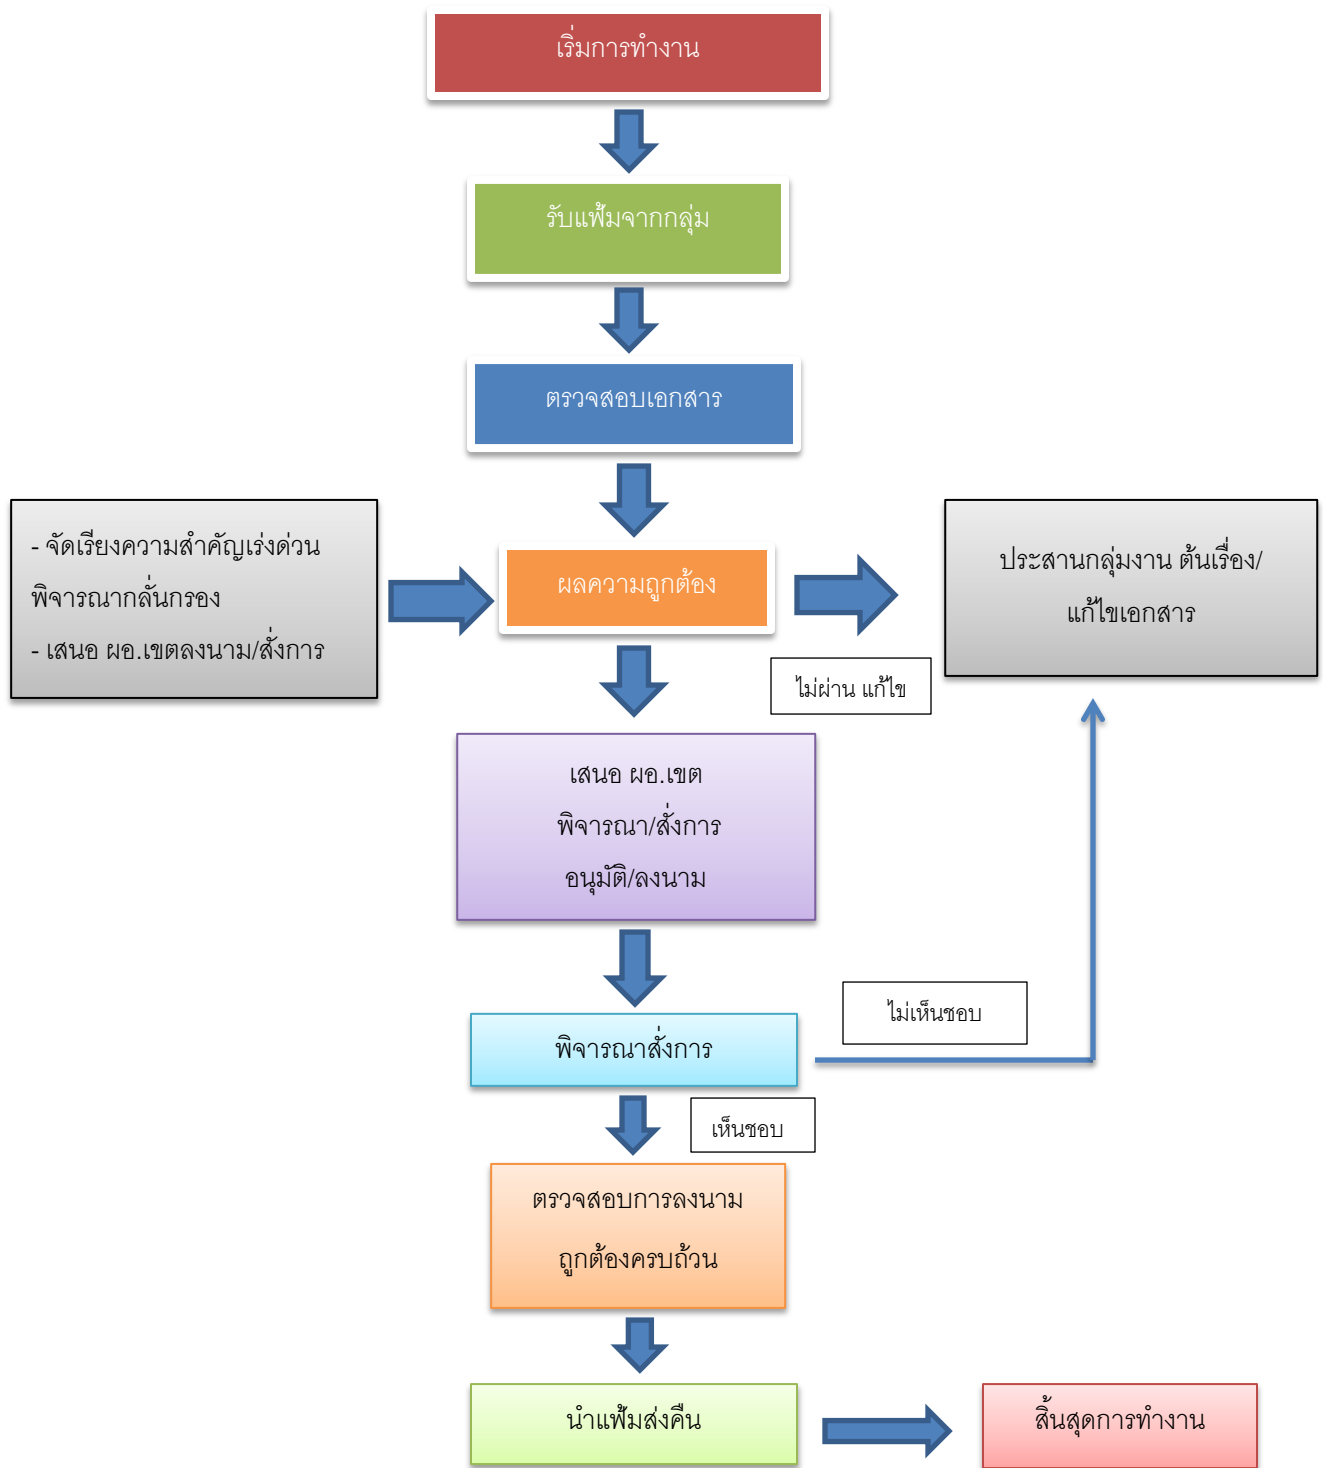 เริ่มการทำงาน
รับแฟ้มจากกลุ่ม
ตรวจสอบเอกสาร
- จัดเรียงความสำคัญเร่งด่วน
พิจารณากลั่นกรอง
- เสนอ ผอ.เขตลงนาม/สั่งการ
ผลความถูกต้อง
ประสานกลุ่มงาน ต้นเรื่อง/
แก้ไขเอกสาร
ไม่ผ่าน แก้ไข
เสนอ ผอ.เขต
พิจารณา/สั่งการ
อนุมัติ/ลงนาม
ไม่เห็นชอบ
พิจารณาสั่งการ
เห็นชอบ
ตรวจสอบการลงนาม
ถูกต้องครบถ้วน
นำแฟ้มส่งคืน
สิ้นสุดการทำงาน